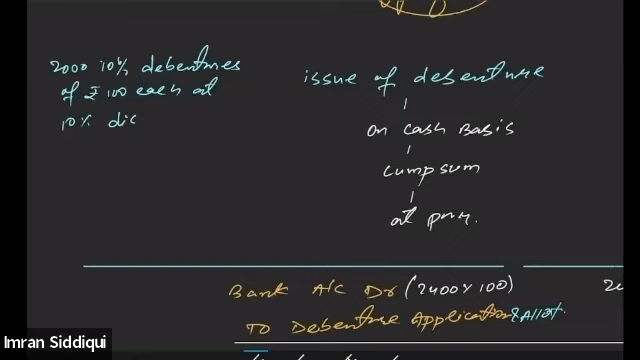 2000 10% debentures
of ₹100 each at
10% dic
issue of debenture
on cash Basis
lumpsum
at
Bank A/c Dr (2400 × 100)
To Debenture Application & Allot.
Imran Siddiqui